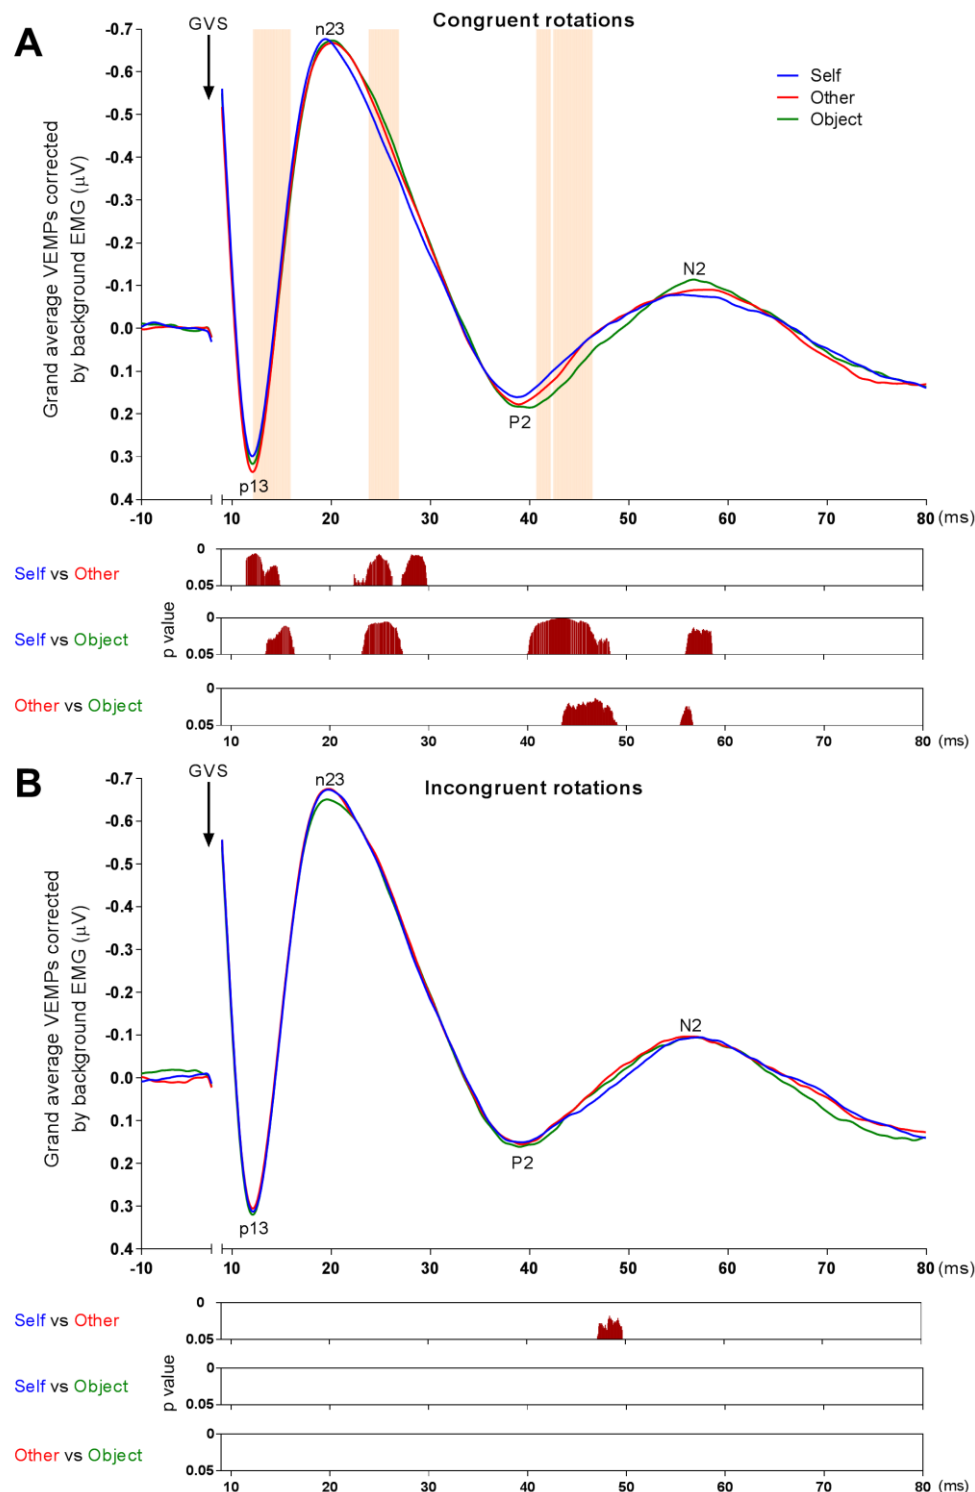 A
GVS
n23
Congruent rotations
-0.7
-0.6
-0.5
-0.4
-0.3
-0.2
-0.1
0.0
0.1
0.2
0.3
0.4
Grand average VEMPs corrected
by background EMG (μV)
Self
Other
Object
N2
P2
p13
-10 10 20 30 40 50 60 70 80 (ms)
Self vs Other
0
0.05
Self vs Object
p value
0
0.05
Other vs Object
0
0.05
10 20 30 40 50 60 70 80 (ms)
B
GVS
n23
Incongruent rotations
-0.7
-0.6
-0.5
-0.4
-0.3
-0.2
-0.1
0.0
0.1
0.2
0.3
0.4
Grand average VEMPs corrected
by background EMG (μV)
N2
P2
p13
-10 10 20 30 40 50 60 70 80 (ms)
Self vs Other
0
0.05
Self vs Object
p value
0
0.05
Other vs Object
0
0.05
10 20 30 40 50 60 70 80 (ms)